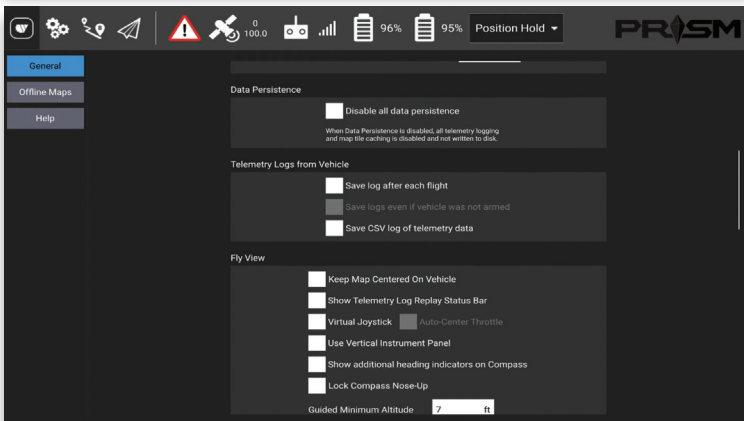 0
100.0
96%
95%
Position Hold
PRISM
General
Offline Maps
Help
Data Persistence
Disable all data persistence
When Data Persistence is disabled, all telemetry logging
and map tile caching is disabled and not written to disk.
Telemetry Logs from Vehicle
Save log after each flight
Save logs even if vehicle was not armed
Save CSV log of telemetry data
Fly View
Keep Map Centered On Vehicle
Show Telemetry Log Replay Status Bar
Virtual Joystick Auto-Center Throttle
Use Vertical Instrument Panel
Show additional heading indicators on Compass
Lock Compass Nose-Up
Guided Minimum Altitude 7 ft